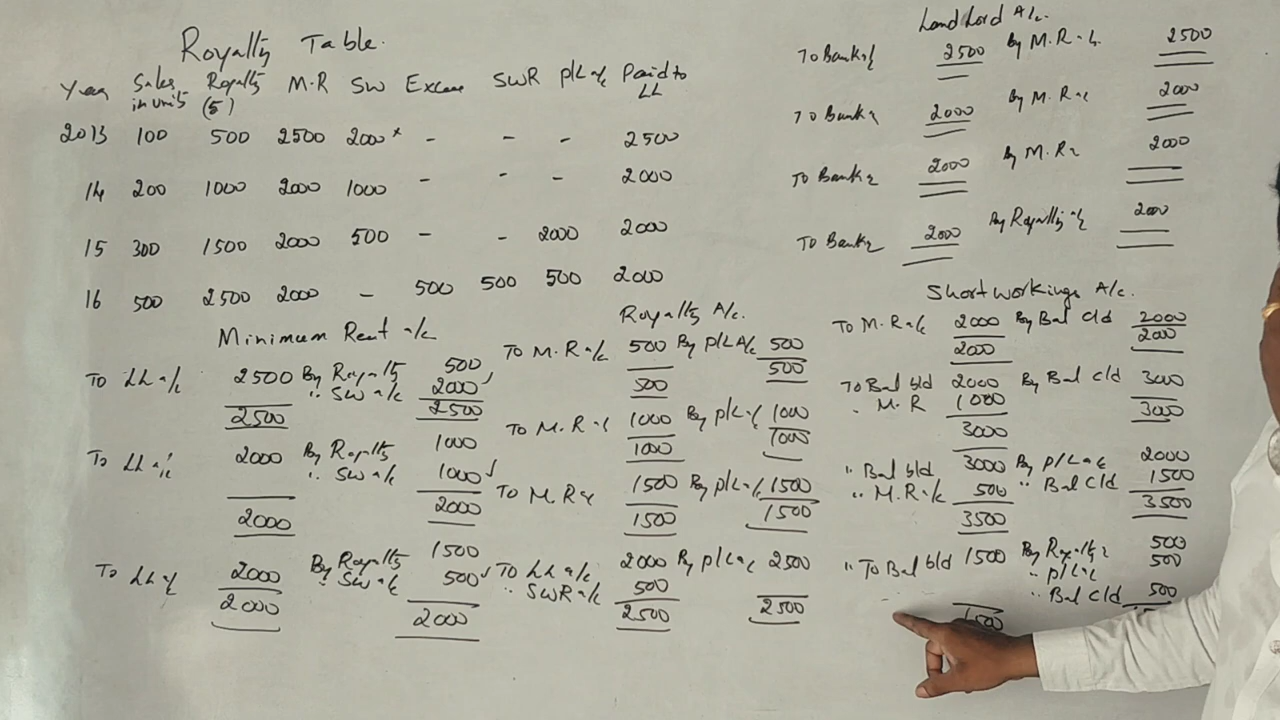 Royalty Table.
Year Sales in units Royalty (5) M.R SW Excess SWR P/L a/c Paid to LL
2013 100 500 2500 2000* - - - 2500
14 200 1000 2000 1000 - - - 2000
15 300 1500 2000 500 - - 2000 2000
16 500 2500 2000 - 500 500 500 2000
Minimum Rent a/c
To LL a/c 2500 By Royalty 500
" SW a/c 2000
2500 2500
To LL a/c 2000 By Royalty 1000
" SW a/c 1000
2000 2000
To LL a/c 2000 By Royalty 1500
" SW a/c 500
2000 2000
Royalty A/c.
To M.R a/c 500 By P/L A/c 500
500 500
To M.R a/c 1000 By P/L a/c 1000
1000 1000
To M.R a/c 1500 By P/L a/c 1500
1500 1500
To LL a/c 2000 By P/L a/c 2500
" SWR a/c 500
2500 2500
Land Lord A/c.
To Bank a/c 2500 By M.R a/c 2500
To Bank a/c 2000 By M.R a/c 2000
To Bank a/c 2000 By M.R a/c 2000
To Bank a/c 2000 By Royalty a/c 2000
Shortworkings A/c.
To M.R a/c 2000 By Bal c/d 2000
2000 2000
To Bal b/d 2000 By Bal c/d 3000
" M.R 1000
3000 3000
" Bal b/d 3000 By P/L a/c 2000
" M.R a/c 500 " Bal c/d 1500
3500 3500
" To Bal b/d 1500 By Royalty a/c 500
" P/L a/c 500
" Bal c/d 500
1500